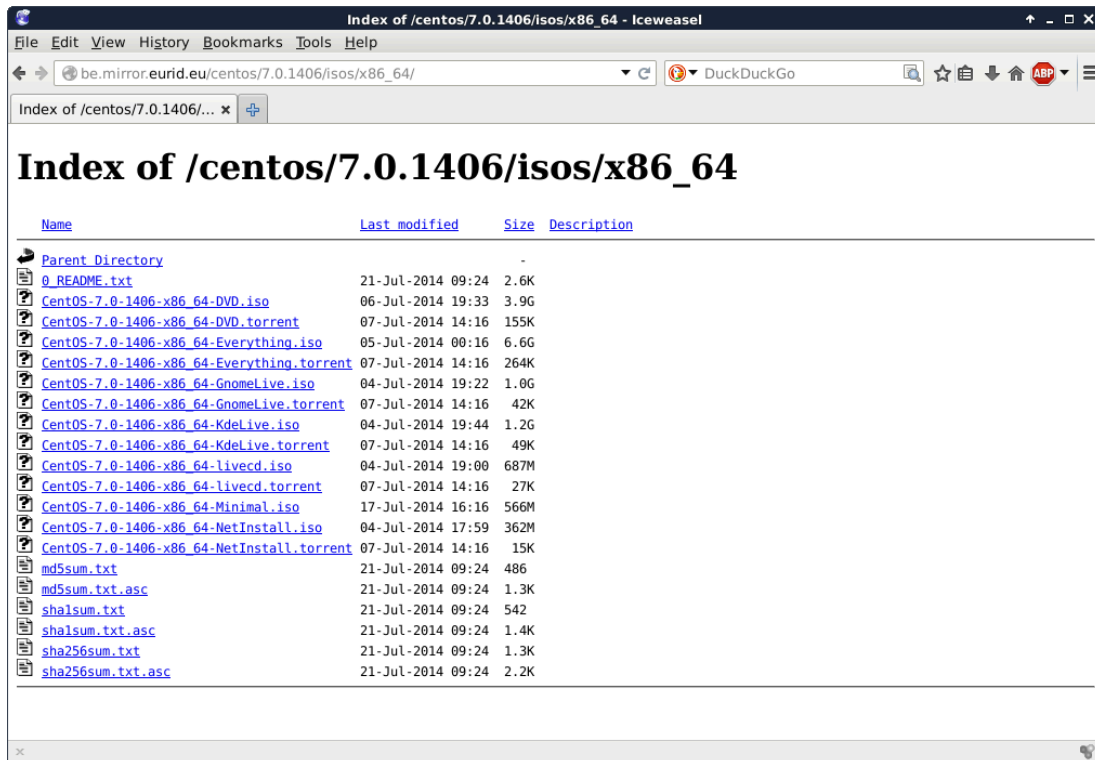 Index of /centos/7.0.1406/isos/x86_64 - Iceweasel
File Edit View History Bookmarks Tools Help
be.mirror.eurid.eu/centos/7.0.1406/isos/x86_64/ DuckDuckGo ABP
Index of /centos/7.0.1406/...
Index of /centos/7.0.1406/isos/x86_64
Name Last modified Size Description
Parent Directory -
0_README.txt 21-Jul-2014 09:24 2.6K
CentOS-7.0-1406-x86_64-DVD.iso 06-Jul-2014 19:33 3.9G
CentOS-7.0-1406-x86_64-DVD.torrent 07-Jul-2014 14:16 155K
CentOS-7.0-1406-x86_64-Everything.iso 05-Jul-2014 00:16 6.6G
CentOS-7.0-1406-x86_64-Everything.torrent 07-Jul-2014 14:16 264K
CentOS-7.0-1406-x86_64-GnomeLive.iso 04-Jul-2014 19:22 1.0G
CentOS-7.0-1406-x86_64-GnomeLive.torrent 07-Jul-2014 14:16 42K
CentOS-7.0-1406-x86_64-KdeLive.iso 04-Jul-2014 19:44 1.2G
CentOS-7.0-1406-x86_64-KdeLive.torrent 07-Jul-2014 14:16 49K
CentOS-7.0-1406-x86_64-livecd.iso 04-Jul-2014 19:00 687M
CentOS-7.0-1406-x86_64-livecd.torrent 07-Jul-2014 14:16 27K
CentOS-7.0-1406-x86_64-Minimal.iso 17-Jul-2014 16:16 566M
CentOS-7.0-1406-x86_64-NetInstall.iso 04-Jul-2014 17:59 362M
CentOS-7.0-1406-x86_64-NetInstall.torrent 07-Jul-2014 14:16 15K
md5sum.txt 21-Jul-2014 09:24 486
md5sum.txt.asc 21-Jul-2014 09:24 1.3K
sha1sum.txt 21-Jul-2014 09:24 542
sha1sum.txt.asc 21-Jul-2014 09:24 1.4K
sha256sum.txt 21-Jul-2014 09:24 1.3K
sha256sum.txt.asc 21-Jul-2014 09:24 2.2K